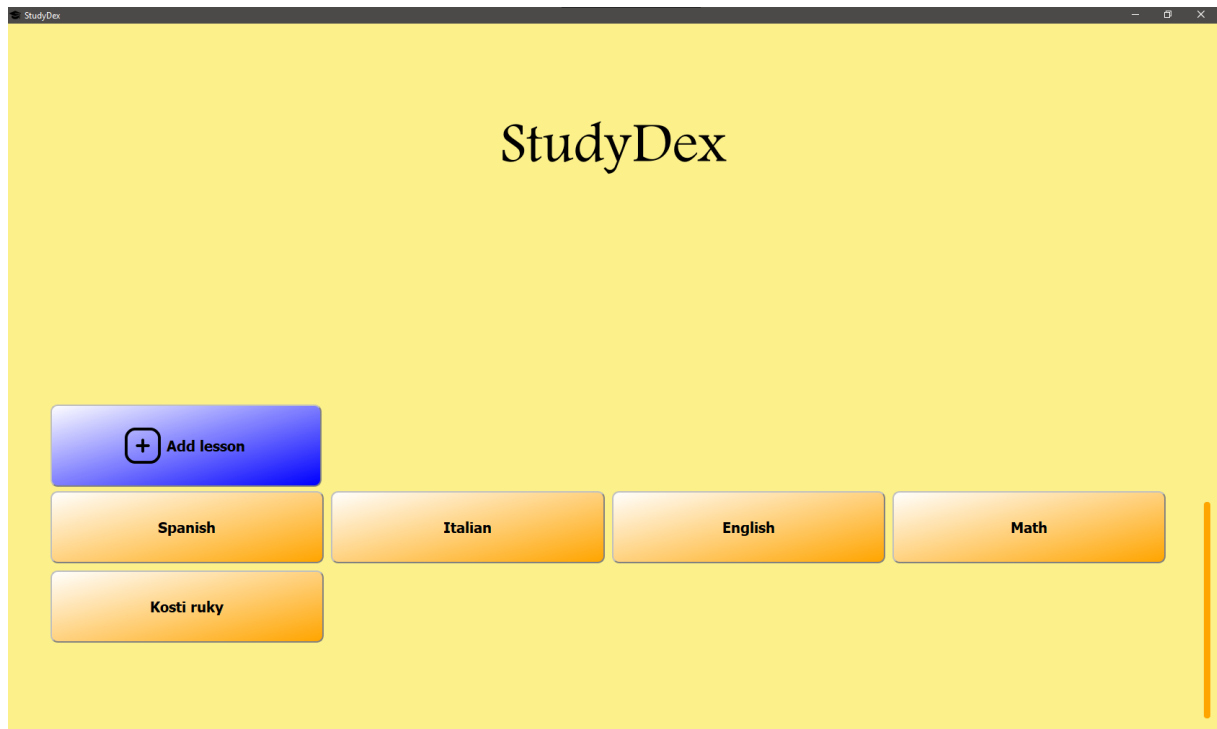 StudyDex
StudyDex
Add lesson
Spanish
Italian
English
Math
Kosti ruky